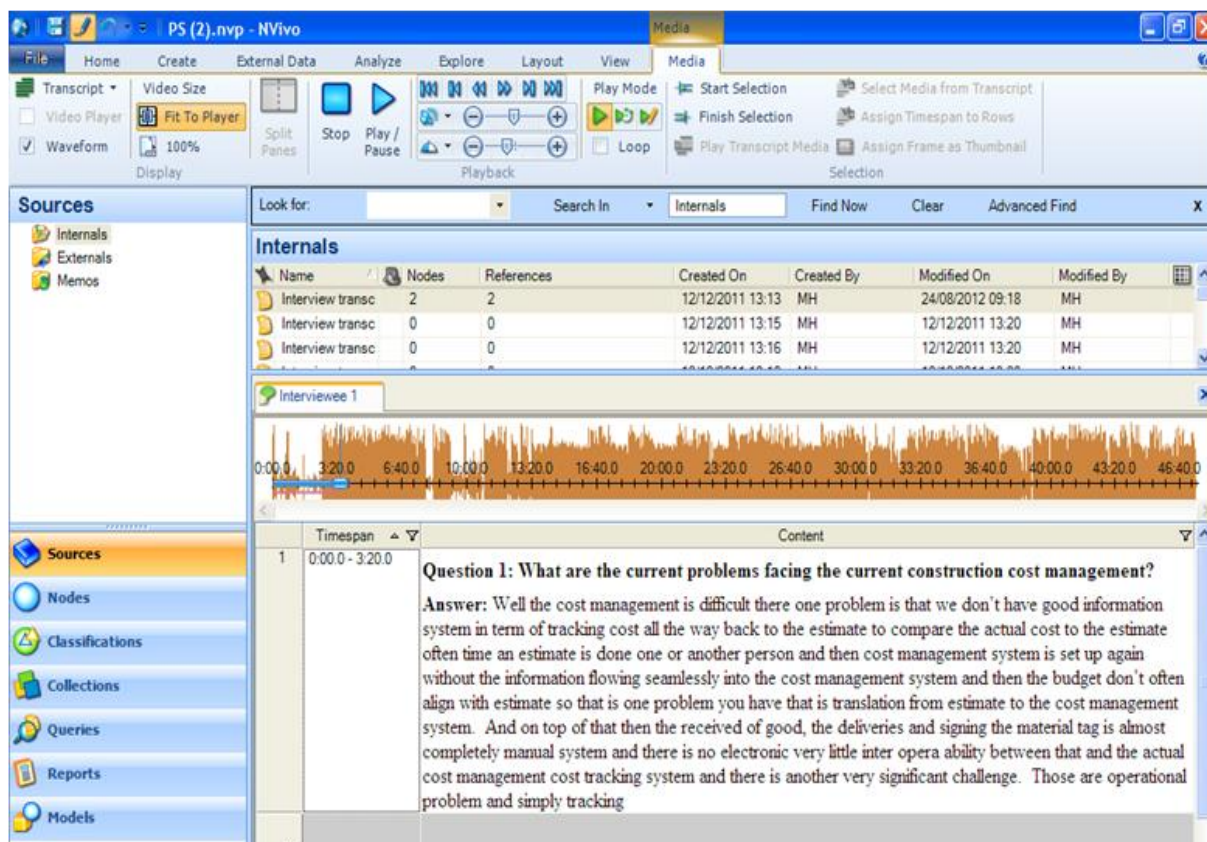 PS (2).nvp - NVivo
Media
File Home Create External Data Analyze Explore Layout View Media
Transcript Video Size
Video Player Fit To Player
Waveform 100%
Display
Split Panes
Stop Play / Pause
Playback
Play Mode
Loop
Start Selection Select Media from Transcript
Finish Selection Assign Timespan to Rows
Play Transcript Media Assign Frame as Thumbnail
Selection
Sources
Internals
Externals
Memos
Look for: Search In Internals Find Now Clear Advanced Find x
Internals
Name Nodes References Created On Created By Modified On Modified By
Interview transc 2 2 12/12/2011 13:13 MH 24/08/2012 09:18 MH
Interview transc 0 0 12/12/2011 13:15 MH 12/12/2011 13:20 MH
Interview transc 0 0 12/12/2011 13:16 MH 12/12/2011 13:20 MH
Interviewee 1
0:00.0 3:20.0 6:40.0 10:00.0 13:20.0 16:40.0 20:00.0 23:20.0 26:40.0 30:00.0 33:20.0 36:40.0 40:00.0 43:20.0 46:40.0
Timespan Content
1 0:00.0 - 3:20.0
Question 1: What are the current problems facing the current construction cost management?
Answer: Well the cost management is difficult there one problem is that we don't have good information
system in term of tracking cost all the way back to the estimate to compare the actual cost to the estimate
often time an estimate is done one or another person and then cost management system is set up again
without the information flowing seamlessly into the cost management system and then the budget don't often
align with estimate so that is one problem you have that is translation from estimate to the cost management
system. And on top of that then the received of good, the deliveries and signing the material tag is almost
completely manual system and there is no electronic very little inter opera ability between that and the actual
cost management cost tracking system and there is another very significant challenge. Those are operational
problem and simply tracking
Sources
Nodes
Classifications
Collections
Queries
Reports
Models